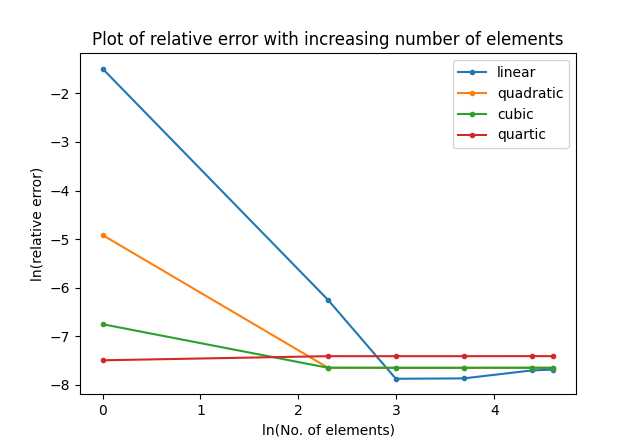 Plot of relative error with increasing number of elements
linear
quadratic
cubic
quartic
ln(relative error)
−2
−3
−4
−5
−6
−7
−8
0 1 2 3 4
ln(No. of elements)